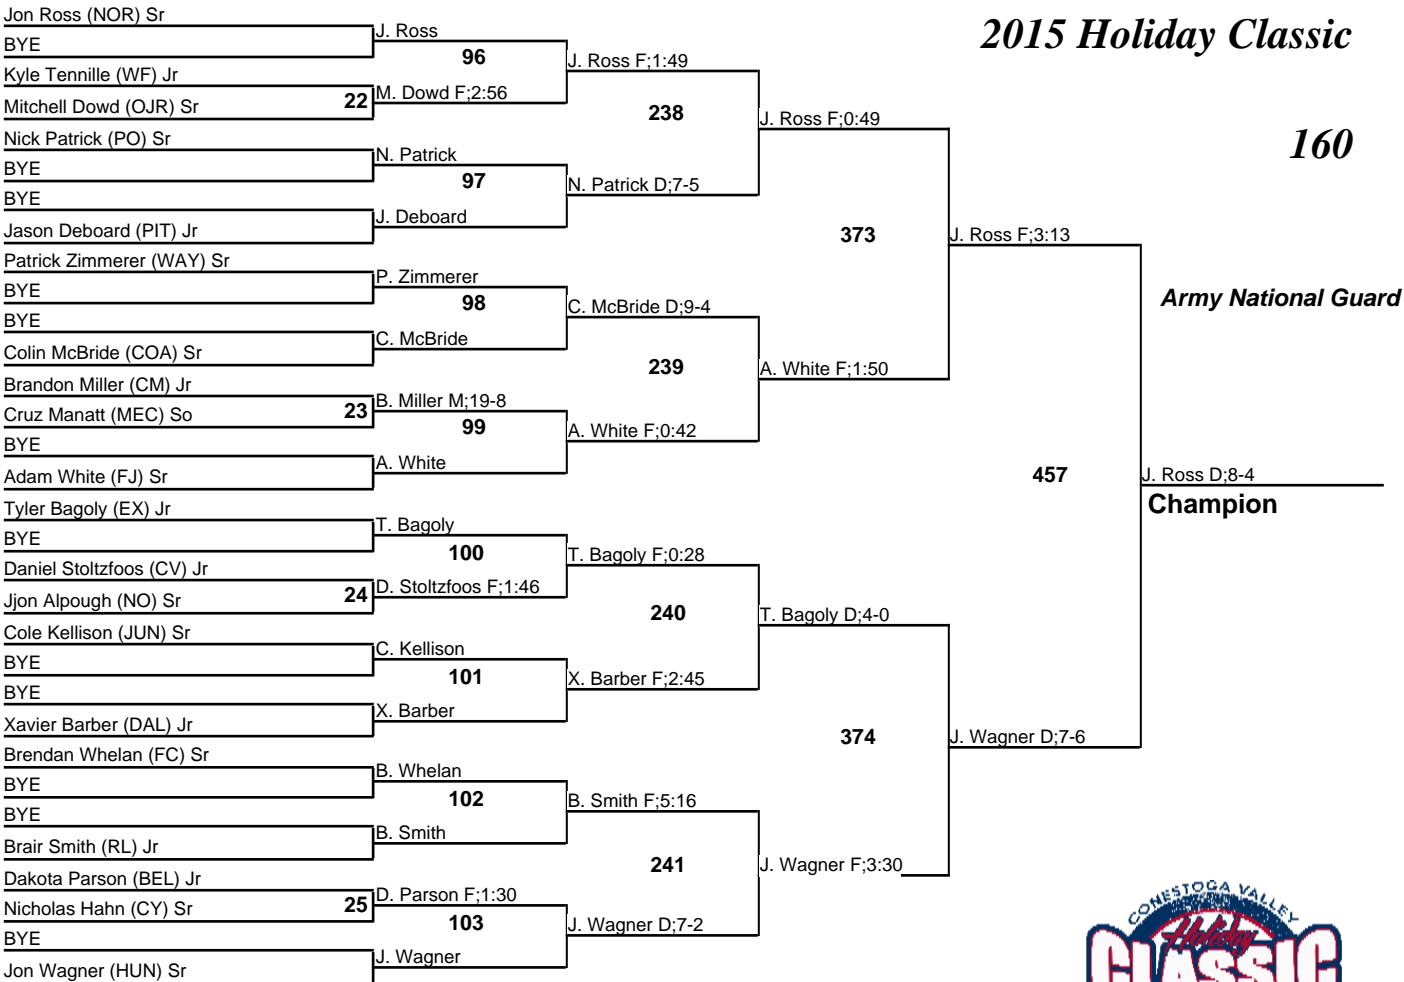 2015 Holiday Classic
160
Army National Guard
Jon Ross (NOR) Sr
BYE
Kyle Tennille (WF) Jr
Mitchell Dowd (OJR) Sr
Nick Patrick (PO) Sr
BYE
BYE
Jason Deboard (PIT) Jr
Patrick Zimmerer (WAY) Sr
BYE
BYE
Colin McBride (COA) Sr
Brandon Miller (CM) Jr
Cruz Manatt (MEC) So
BYE
Adam White (FJ) Sr
Tyler Bagoly (EX) Jr
BYE
Daniel Stoltzfoos (CV) Jr
Jjon Alpough (NO) Sr
Cole Kellison (JUN) Sr
BYE
BYE
Xavier Barber (DAL) Jr
Brendan Whelan (FC) Sr
BYE
BYE
Brair Smith (RL) Jr
Dakota Parson (BEL) Jr
Nicholas Hahn (CY) Sr
BYE
Jon Wagner (HUN) Sr
22
23
24
25
J. Ross
96
M. Dowd F;2:56
N. Patrick
97
J. Deboard
P. Zimmerer
98
C. McBride
B. Miller M;19-8
99
A. White
T. Bagoly
100
D. Stoltzfoos F;1:46
C. Kellison
101
X. Barber
B. Whelan
102
B. Smith
D. Parson F;1:30
103
J. Wagner
J. Ross F;1:49
238
N. Patrick D;7-5
C. McBride D;9-4
239
A. White F;0:42
T. Bagoly F;0:28
240
X. Barber F;2:45
B. Smith F;5:16
241
J. Wagner D;7-2
J. Ross F;0:49
373
A. White F;1:50
T. Bagoly D;4-0
374
J. Wagner F;3:30
J. Ross F;3:13
457
J. Wagner D;7-6
J. Ross D;8-4
Champion
CONESTOGA VALLEY
Holiday
CLASSIC